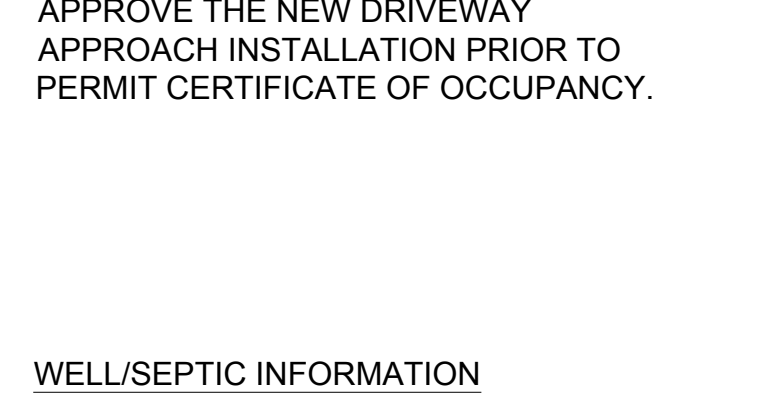 APPROVE THE NEW DRIVEWAY
APPROACH INSTALLATION PRIOR TO
PERMIT CERTIFICATE OF OCCUPANCY.
WELL/SEPTIC INFORMATION